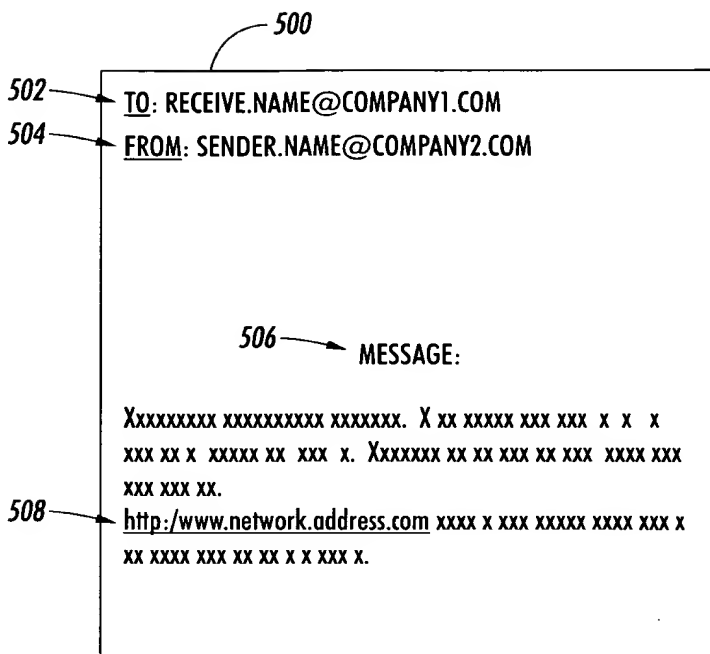 500
502 TO: RECEIVE.NAME@COMPANY1.COM
504 FROM: SENDER.NAME@COMPANY2.COM
506 MESSAGE:
Xxxxxxxxx xxxxxxxxxx xxxxxxx. X xx xxxxx xxx xxx x x x
xxx xx x xxxxx xx xxx x. Xxxxxxx xx xx xxx xx xxx xxxx xxx
xxx xxx xx.
508 http:/www.network.address.com xxxx x xxx xxxxx xxxx xxx x
xx xxxx xxx xx xx x x xxx x.